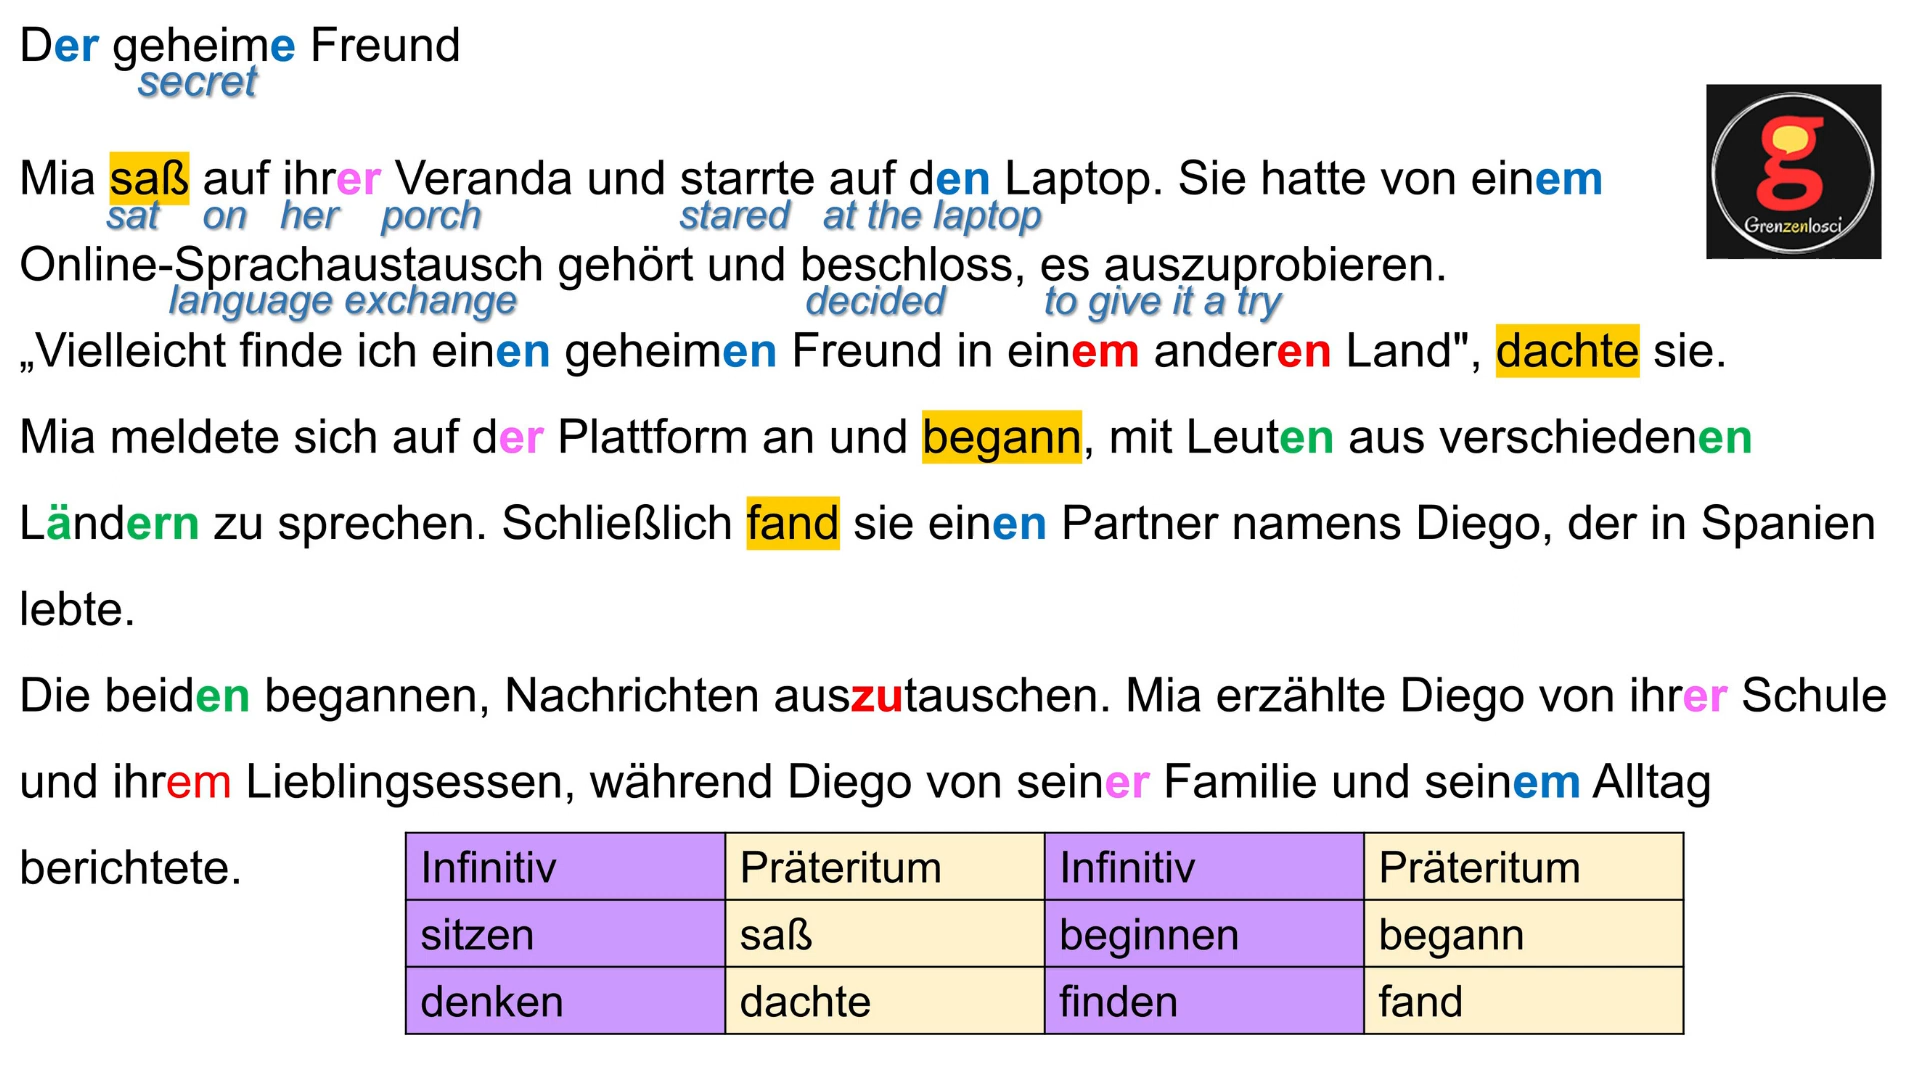 Der geheime Freund
secret
Mia saß auf ihrer Veranda und starrte auf den Laptop. Sie hatte von einem
sat on her porch stared at the laptop
Online-Sprachaustausch gehört und beschloss, es auszuprobieren.
language exchange decided to give it a try
„Vielleicht finde ich einen geheimen Freund in einem anderen Land", dachte sie.
Mia meldete sich auf der Plattform an und begann, mit Leuten aus verschiedenen
Ländern zu sprechen. Schließlich fand sie einen Partner namens Diego, der in Spanien
lebte.
Die beiden begannen, Nachrichten auszutauschen. Mia erzählte Diego von ihrer Schule
und ihrem Lieblingsessen, während Diego von seiner Familie und seinem Alltag
berichtete.
Infinitiv Präteritum Infinitiv Präteritum
sitzen saß beginnen begann
denken dachte finden fand
g
Grenzenlosci